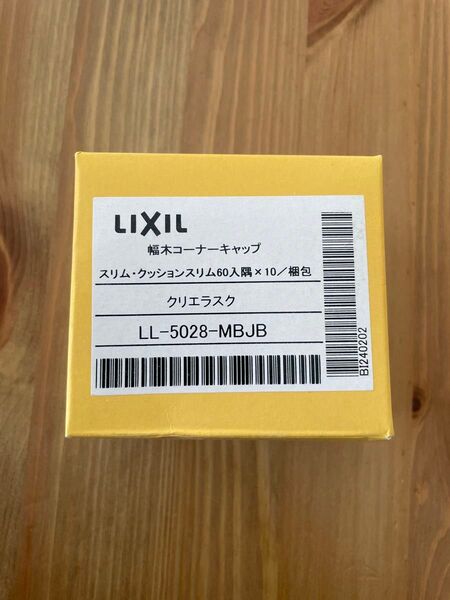 LIXIL
幅木コーナーキャップ
スリム・クッションスリム60入隅×10／梱包
クリエラスク
LL-5028-MBJB
BI240202